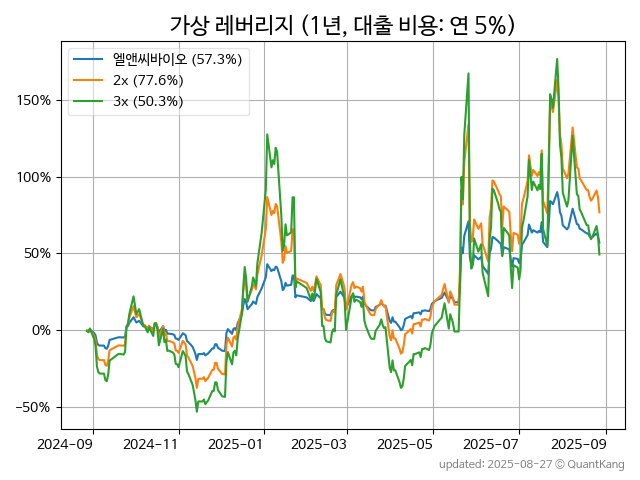 가상 레버리지 (1년, 대출 비용: 연 5%)
엘앤씨바이오 (57.3%)
2x (77.6%)
3x (50.3%)
150%
100%
50%
0%
−50%
2024-09 2024-11 2025-01 2025-03 2025-05 2025-07 2025-09
updated: 2025-08-27 © QuantKang